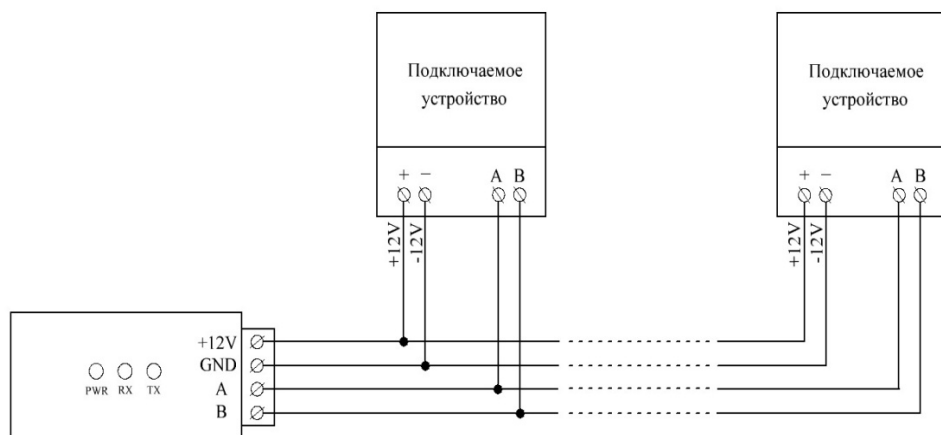 Подключаемое
устройство
+ − A B
+12V -12V
Подключаемое
устройство
+ − A B
+12V -12V
+12V
GND
A
B
PWR RX TX